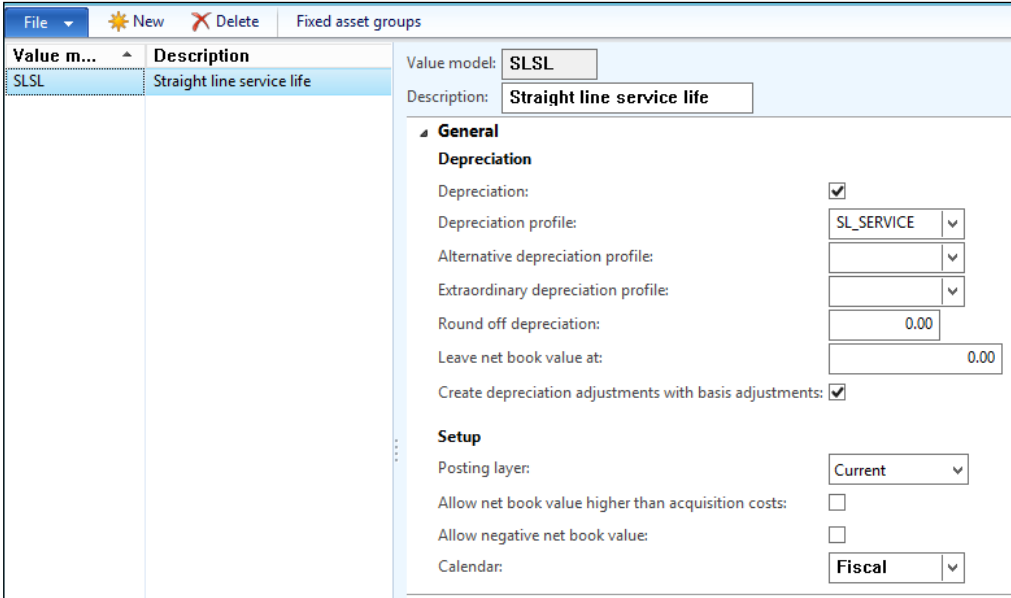 File New Delete Fixed asset groups
Value m... Description
SLSL Straight line service life
Value model: SLSL
Description: Straight line service life
General
Depreciation
Depreciation:
Depreciation profile: SL_SERVICE
Alternative depreciation profile:
Extraordinary depreciation profile:
Round off depreciation: 0.00
Leave net book value at: 0.00
Create depreciation adjustments with basis adjustments:
Setup
Posting layer: Current
Allow net book value higher than acquisition costs:
Allow negative net book value:
Calendar: Fiscal